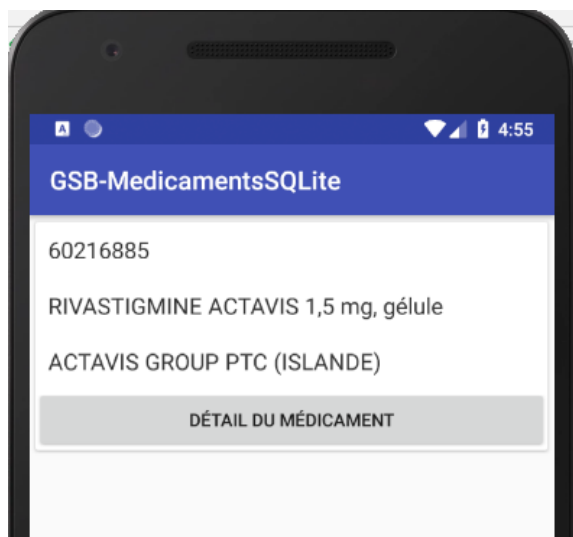 4:55
GSB-MedicamentsSQLite
60216885
RIVASTIGMINE ACTAVIS 1,5 mg, gélule
ACTAVIS GROUP PTC (ISLANDE)
DÉTAIL DU MÉDICAMENT